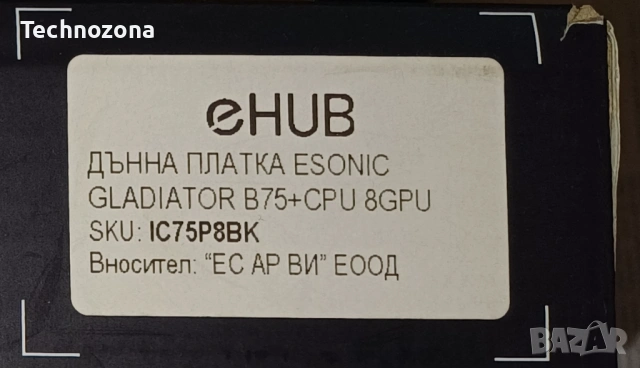 Technozona
eHUB
ДЪННА ПЛАТКА ESONIC
GLADIATOR B75+CPU 8GPU
SKU: IC75P8BK
Вносител: “ЕС АР ВИ” ЕООД
BAZAR